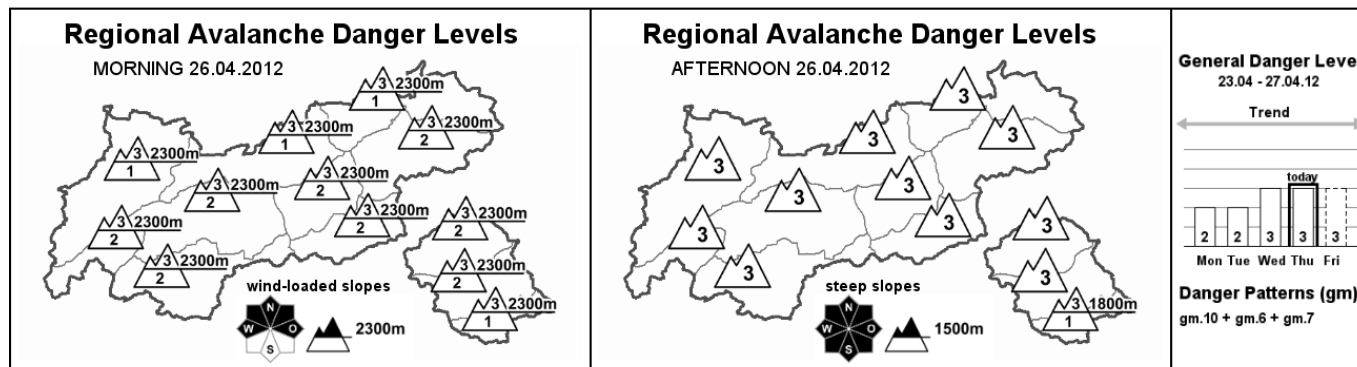 Regional Avalanche Danger Levels
MORNING 26.04.2012
3 2300m
1
3 2300m
2
3 2300m
1
3 2300m
1
3 2300m
2
3 2300m
2
3 2300m
2
3 2300m
2
3 2300m
2
3 2300m
2
3 2300m
2
3 2300m
1
wind-loaded slopes
N
W O
S
2300m
Regional Avalanche Danger Levels
AFTERNOON 26.04.2012
3
3
3
3
3
3
3
3
3
3
3
3 1800m
1
steep slopes
N
W O
S
1500m
General Danger Level
23.04 - 27.04.12
Trend
today
2 2 3 3 3
Mon Tue Wed Thu Fri
Danger Patterns (gm)
gm.10 + gm.6 + gm.7